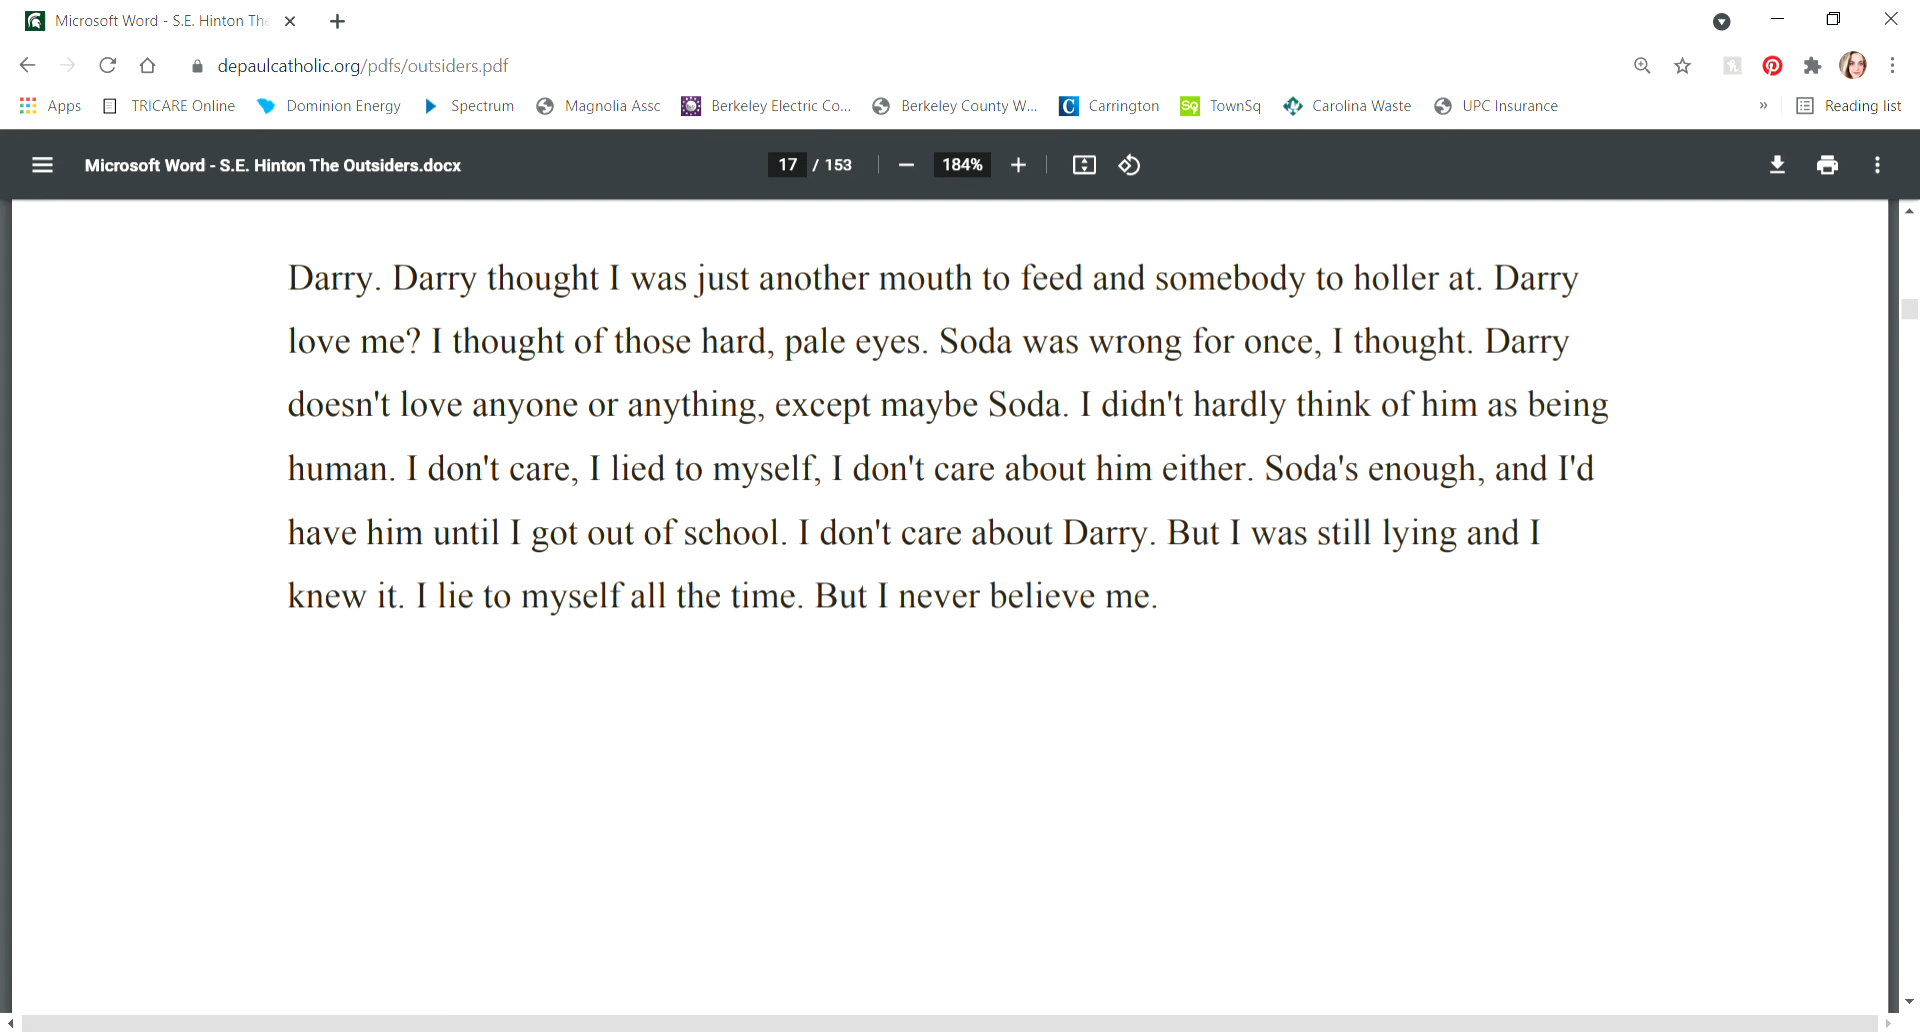 Microsoft Word - S.E. Hinton The
depaulcatholic.org/pdfs/outsiders.pdf
Apps TRICARE Online Dominion Energy Spectrum Magnolia Assc Berkeley Electric Co... Berkeley County W... C Carrington Sq TownSq Carolina Waste UPC Insurance » Reading list
Microsoft Word - S.E. Hinton The Outsiders.docx 17 / 153 184%
Darry. Darry thought I was just another mouth to feed and somebody to holler at. Darry
love me? I thought of those hard, pale eyes. Soda was wrong for once, I thought. Darry
doesn't love anyone or anything, except maybe Soda. I didn't hardly think of him as being
human. I don't care, I lied to myself, I don't care about him either. Soda's enough, and I'd
have him until I got out of school. I don't care about Darry. But I was still lying and I
knew it. I lie to myself all the time. But I never believe me.